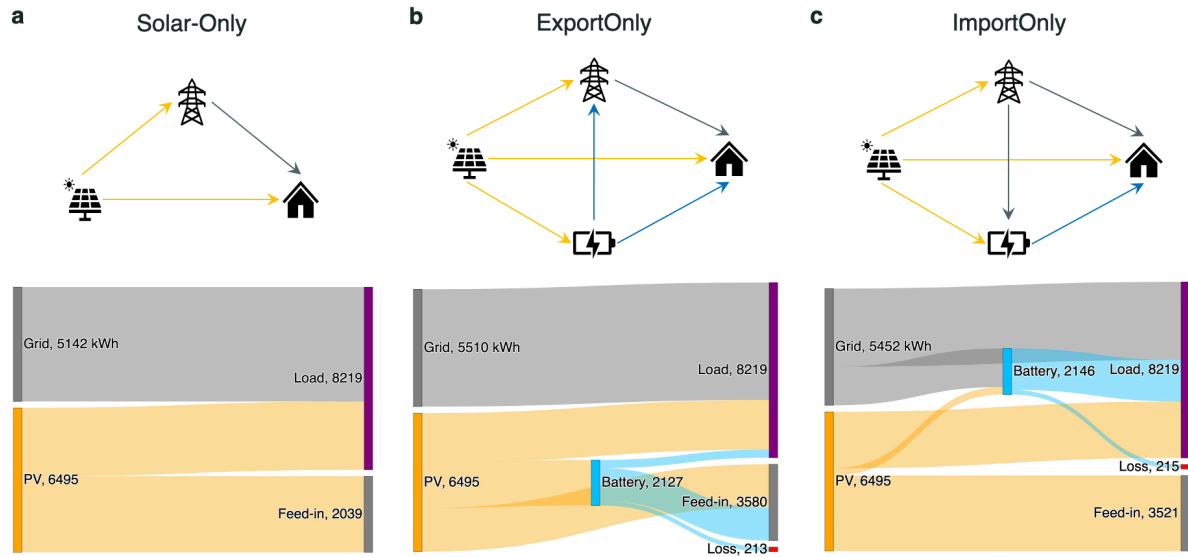 a
Solar-Only
b
ExportOnly
c
ImportOnly
Grid, 5142 kWh
Load, 8219
PV, 6495
Feed-in, 2039
Grid, 5510 kWh
Load, 8219
PV, 6495
Battery, 2127
Feed-in, 3580
Loss, 213
Grid, 5452 kWh
Battery, 2146
Load, 8219
Loss, 215
PV, 6495
Feed-in, 3521